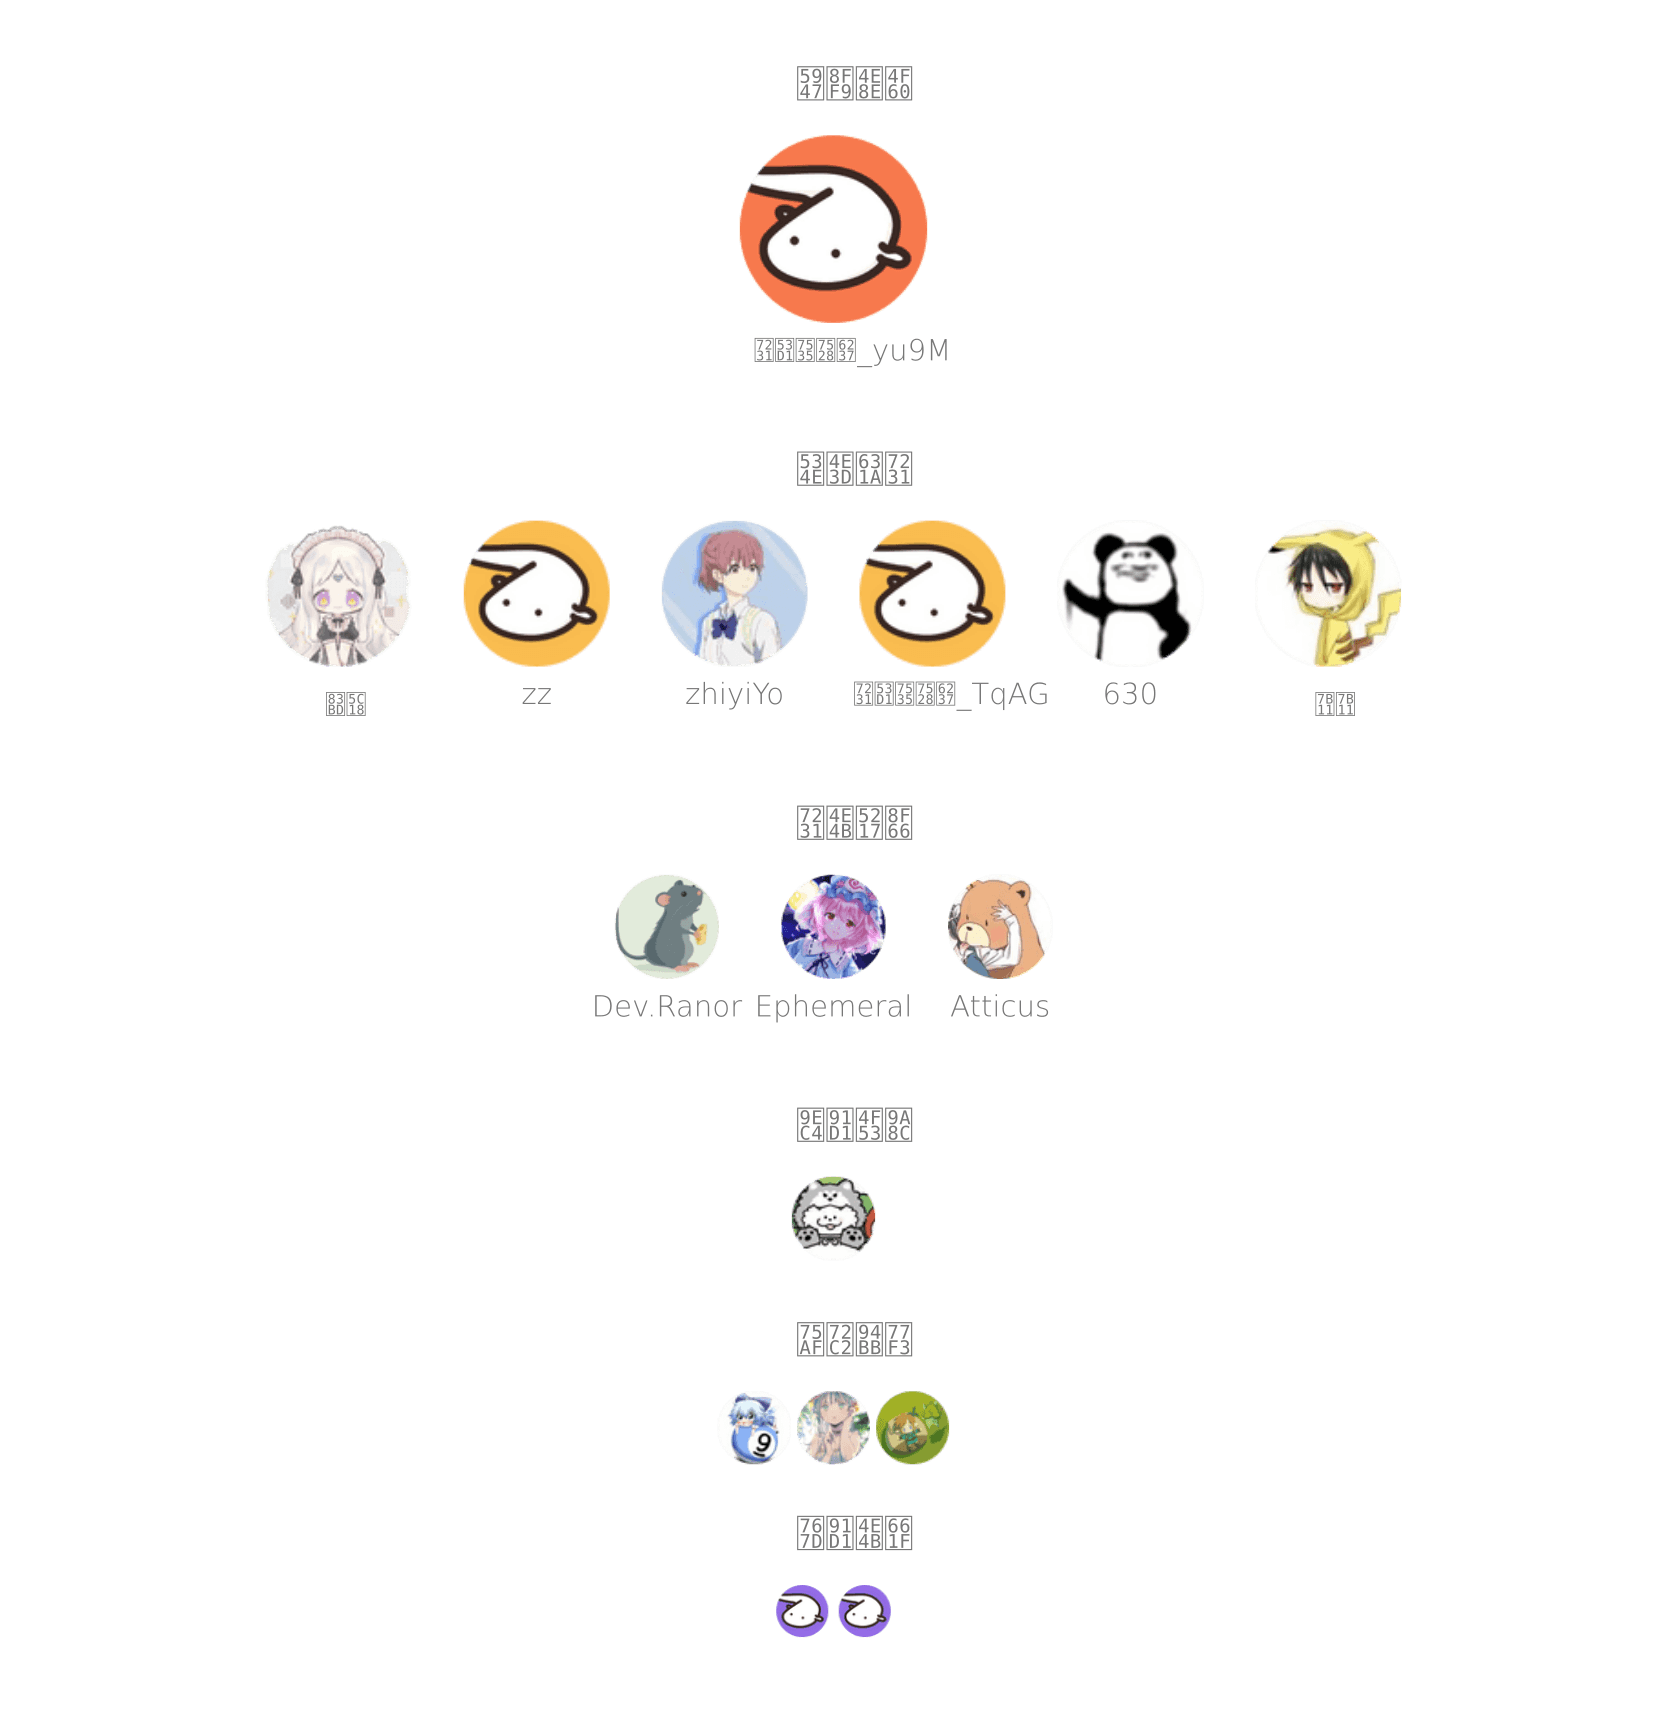 奇迹于你
爱发电用户_yu9M
华丽挚爱
莽尘 zz zhiyiYo 爱发电用户_TqAG 630 笑笑
爱之列车
Dev.Ranor Ephemeral Atticus
黄金体验
疯狂钻石
9
白金之星